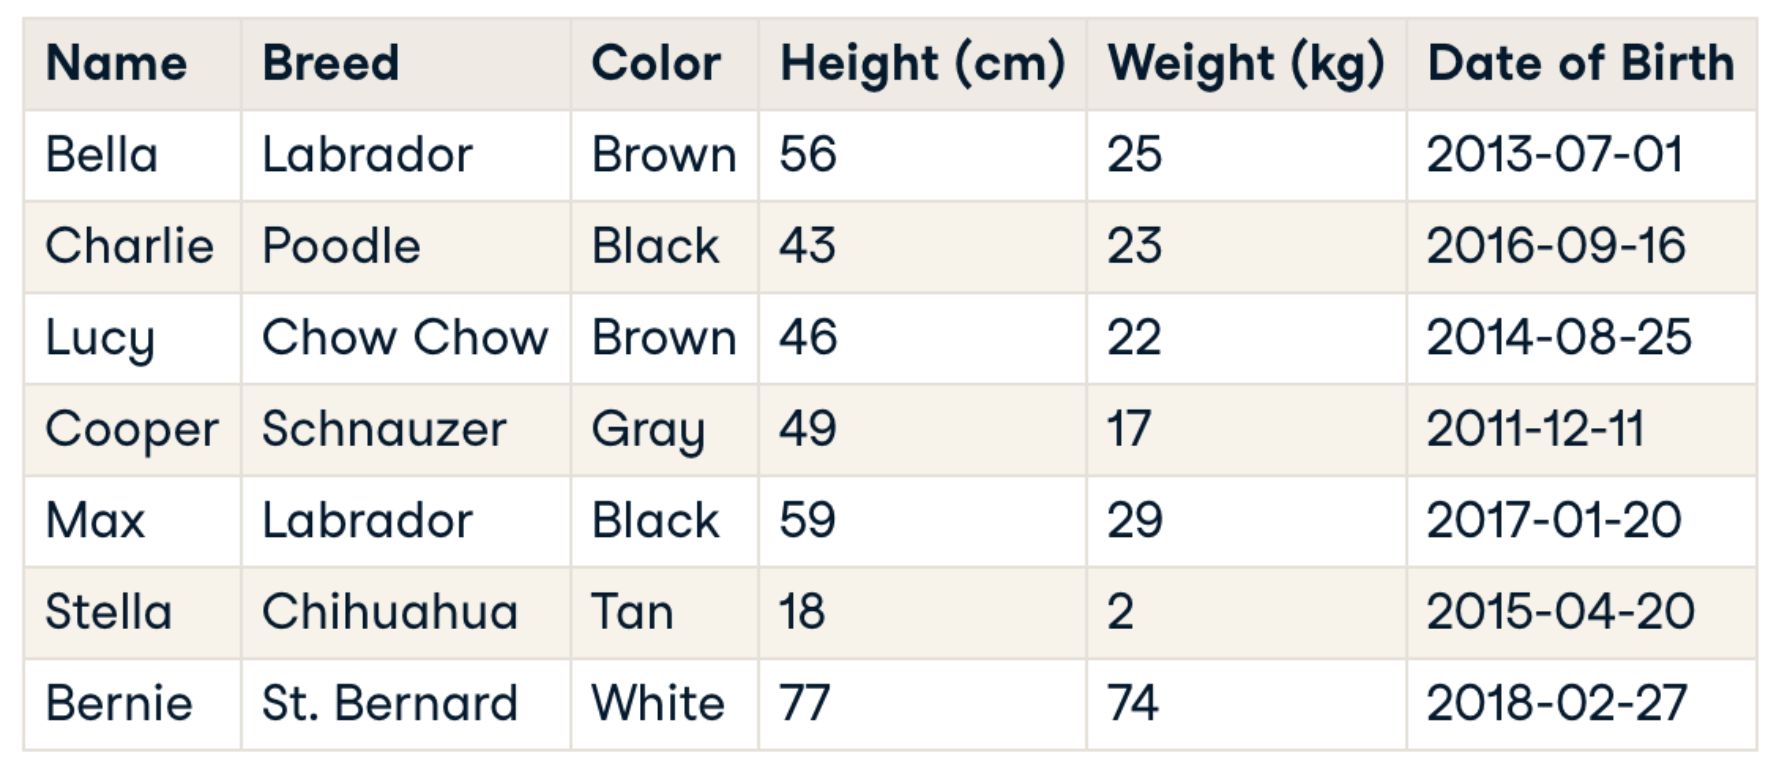 Name Breed Color Height (cm) Weight (kg) Date of Birth
Bella Labrador Brown 56 25 2013-07-01
Charlie Poodle Black 43 23 2016-09-16
Lucy Chow Chow Brown 46 22 2014-08-25
Cooper Schnauzer Gray 49 17 2011-12-11
Max Labrador Black 59 29 2017-01-20
Stella Chihuahua Tan 18 2 2015-04-20
Bernie St. Bernard White 77 74 2018-02-27